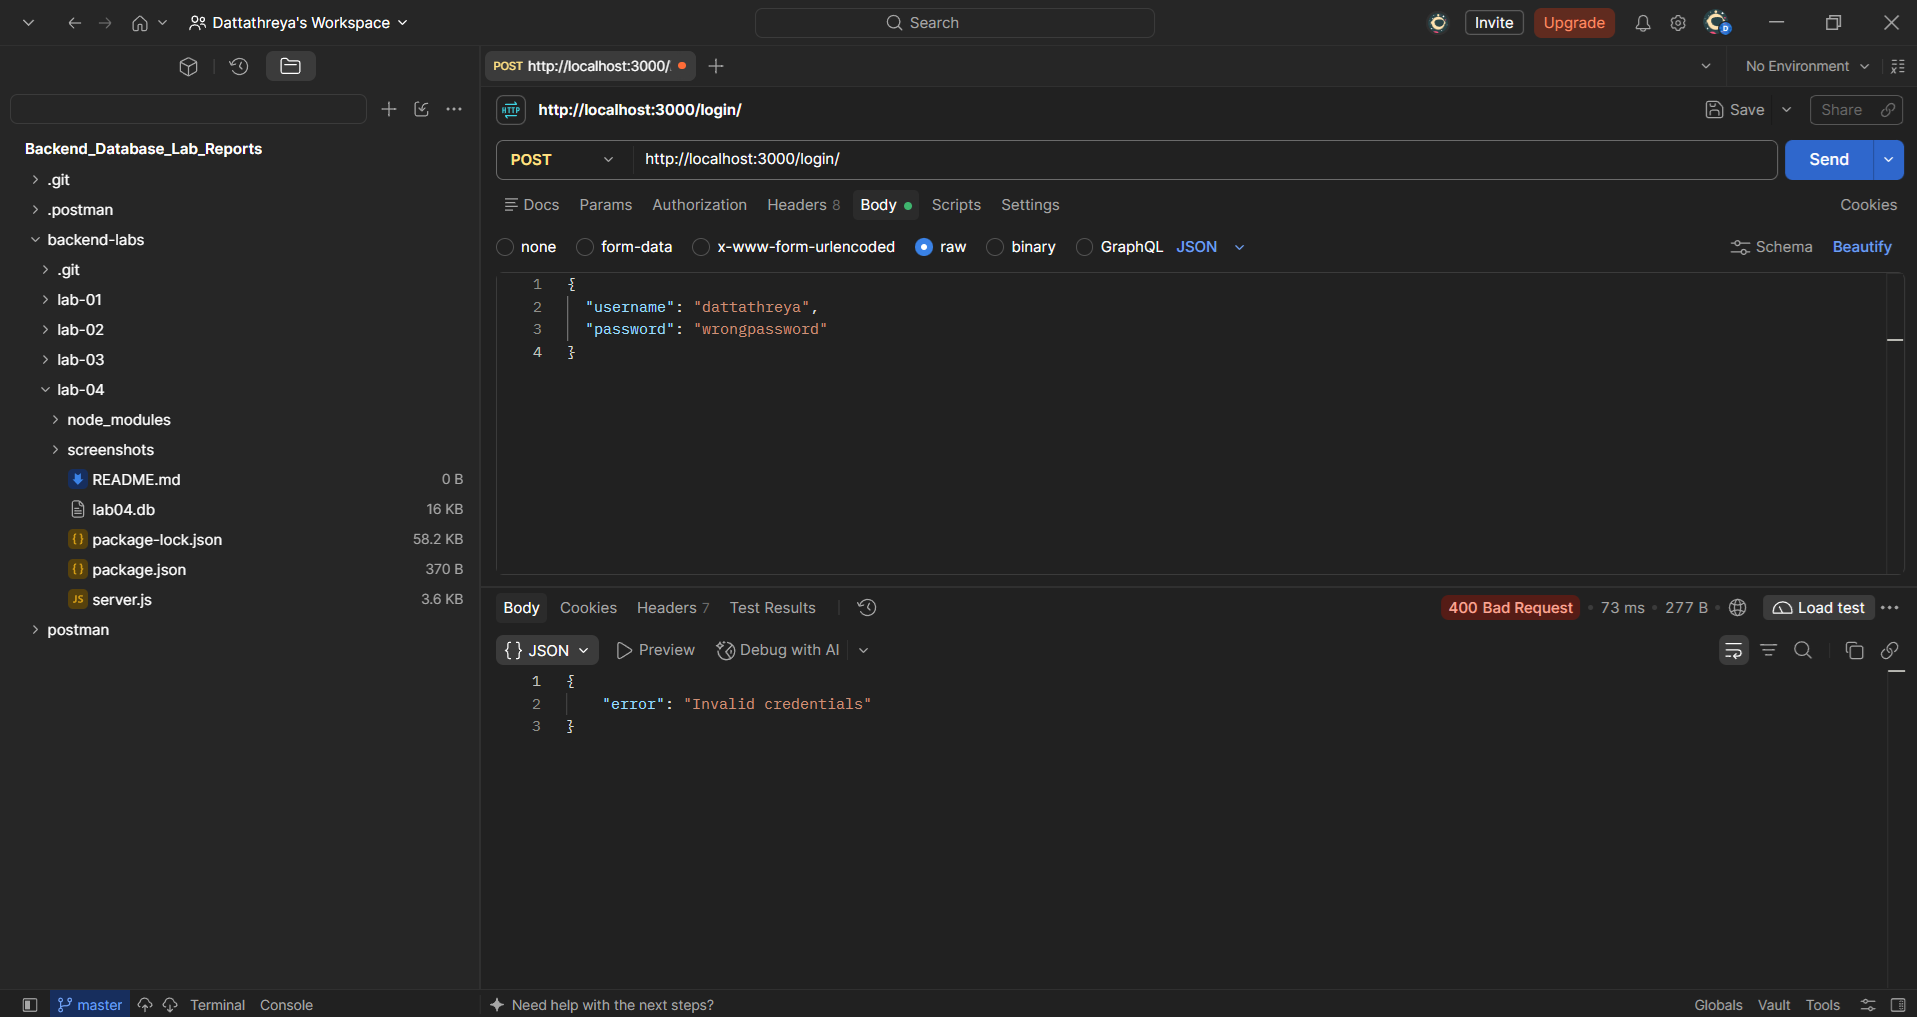 Dattathreya's Workspace
Search
Invite
Upgrade
POST http://localhost:3000/
No Environment
HTTP http://localhost:3000/login/
Save
Share
Backend_Database_Lab_Reports
.git
.postman
backend-labs
.git
lab-01
lab-02
lab-03
lab-04
node_modules
screenshots
README.md 0 B
lab04.db 16 KB
package-lock.json 58.2 KB
package.json 370 B
JS server.js 3.6 KB
postman
POST http://localhost:3000/login/
Send
Docs Params Authorization Headers 8 Body Scripts Settings
Cookies
none form-data x-www-form-urlencoded raw binary GraphQL JSON
Schema Beautify
1 {
2 "username": "dattathreya",
3 "password": "wrongpassword"
4 }
Body Cookies Headers 7 Test Results
400 Bad Request • 73 ms • 277 B •
Load test
{} JSON Preview Debug with AI
1 {
2 "error": "Invalid credentials"
3 }
master Terminal Console
Need help with the next steps?
Globals Vault Tools